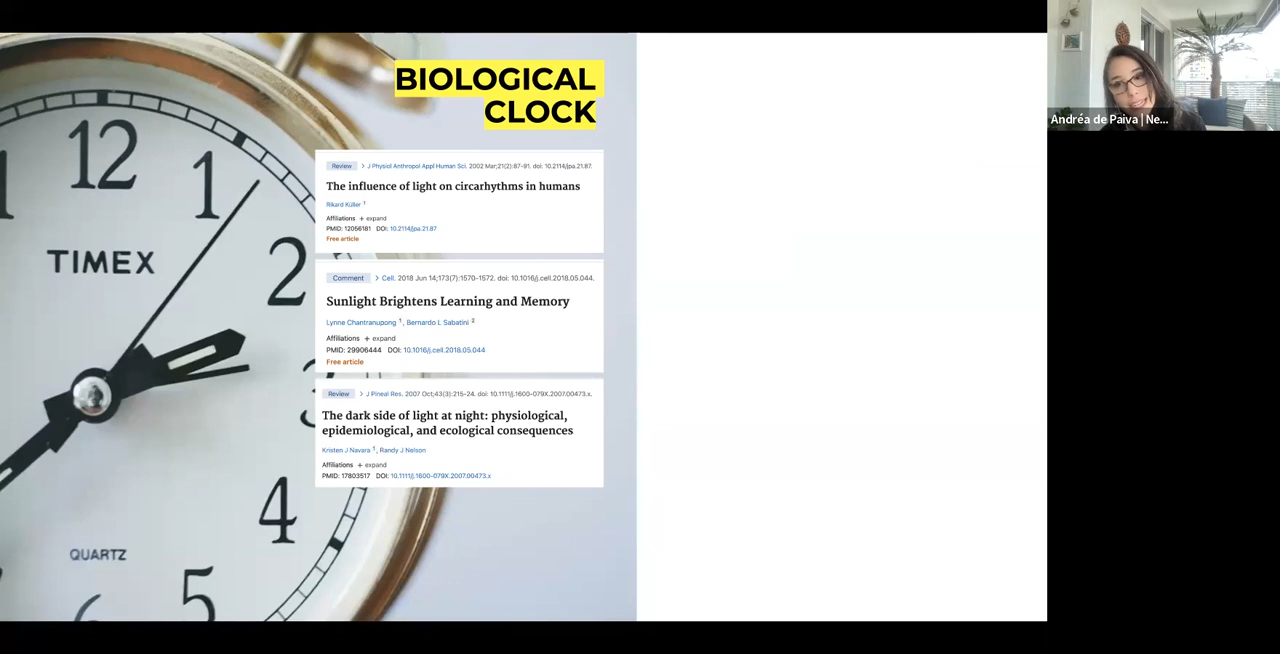 BIOLOGICAL
CLOCK
12
1
2
3
4
5
6
TIMEX
QUARTZ
Review > J Physiol Anthropol Appl Human Sci. 2002 Mar;21(2):87-91. doi: 10.2114/jpa.21.87.
The influence of light on circarhythms in humans
Rikard Küller 1
Affiliations + expand
PMID: 12056181 DOI: 10.2114/jpa.21.87
Free article
Comment > Cell. 2018 Jun 14;173(7):1570-1572. doi: 10.1016/j.cell.2018.05.044.
Sunlight Brightens Learning and Memory
Lynne Chantranupong 1, Bernardo L Sabatini 2
Affiliations + expand
PMID: 29906444 DOI: 10.1016/j.cell.2018.05.044
Free article
Review > J Pineal Res. 2007 Oct;43(3):215-24. doi: 10.1111/j.1600-079X.2007.00473.x.
The dark side of light at night: physiological,
epidemiological, and ecological consequences
Kristen J Navara 1, Randy J Nelson
Affiliations + expand
PMID: 17803517 DOI: 10.1111/j.1600-079X.2007.00473.x
Andréa de Paiva | Ne...